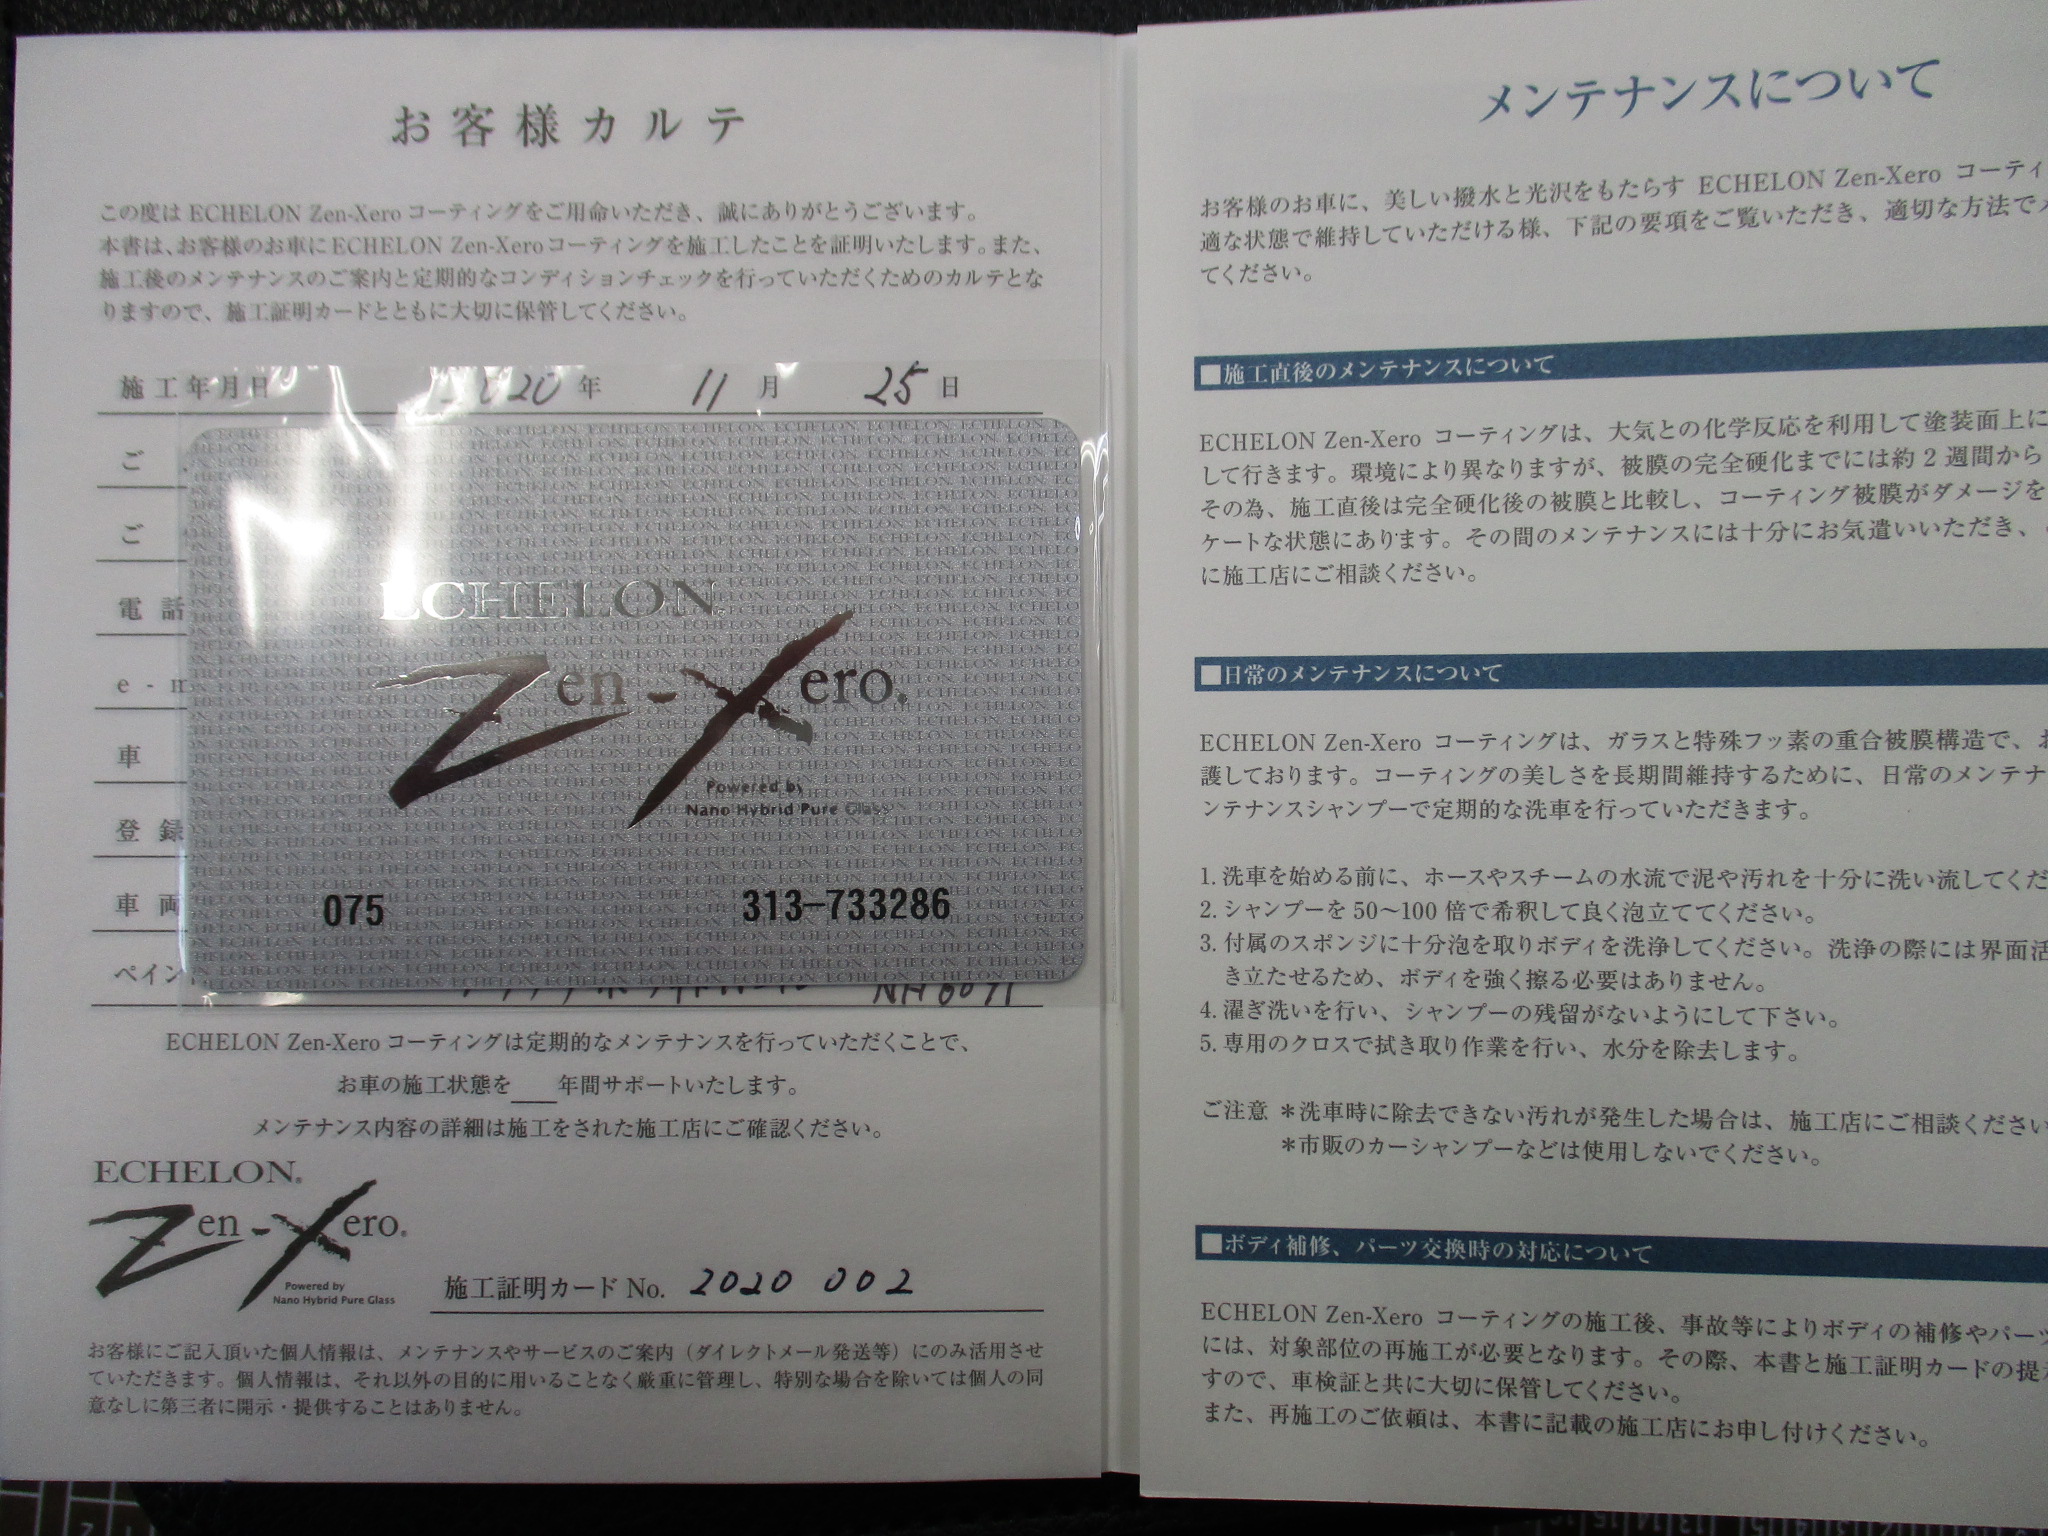 お客様カルテ
この度は ECHELON Zen-Xero コーティングをご用命いただき、誠にありがとうございます。
本書は、お客様のお車に ECHELON Zen-Xero コーティングを施工したことを証明いたします。また、
施工後のメンテナンスのご案内と定期的なコンディションチェックを行っていただくためのカルテとな
りますので、施工証明カードとともに大切に保管してください。
施工年月日 2020 年 11 月 25 日
ご
ご
電話
e-m
車
登録
車両
ペイン
ECHELON
Zen-Xero.
Powered by
Nano Hybrid Pure Glass
075 313-733286
ECHELON Zen-Xero コーティングは定期的なメンテナンスを行っていただくことで、
お車の施工状態を 年間サポートいたします。
メンテナンス内容の詳細は施工をされた施工店にご確認ください。
ECHELON.
Zen-Xero.
Powered by
Nano Hybrid Pure Glass
施工証明カード No. 2020 002
お客様にご記入頂いた個人情報は、メンテナンスやサービスのご案内（ダイレクトメール発送等）にのみ活用させ
ていただきます。個人情報は、それ以外の目的に用いることなく厳重に管理し、特別な場合を除いては個人の同
意なしに第三者に開示・提供することはありません。
メンテナンスについて
お客様のお車に、美しい撥水と光沢をもたらす ECHELON Zen-Xero コーティ
適な状態で維持していただける様、下記の要項をご覧いただき、適切な方法で
てください。
■施工直後のメンテナンスについて
ECHELON Zen-Xero コーティングは、大気との化学反応を利用して塗装面上に
して行きます。環境により異なりますが、被膜の完全硬化までには約 2 週間から
その為、施工直後は完全硬化後の被膜と比較し、コーティング被膜がダメージを
ケートな状態にあります。その間のメンテナンスには十分にお気遣いいただき、
に施工店にご相談ください。
■日常のメンテナンスについて
ECHELON Zen-Xero コーティングは、ガラスと特殊フッ素の重合被膜構造で、お
護しております。コーティングの美しさを長期間維持するために、日常のメンテナ
ンテナンスシャンプーで定期的な洗車を行っていただきます。
1. 洗車を始める前に、ホースやスチームの水流で泥や汚れを十分に洗い流してくだ
2. シャンプーを 50～100 倍で希釈して良く泡立ててください。
3. 付属のスポンジに十分泡を取りボディを洗浄してください。洗浄の際には界面活
き立たせるため、ボディを強く擦る必要はありません。
4. 濯ぎ洗いを行い、シャンプーの残留がないようにして下さい。
5. 専用のクロスで拭き取り作業を行い、水分を除去します。
ご注意 ＊洗車時に除去できない汚れが発生した場合は、施工店にご相談ください
＊市販のカーシャンプーなどは使用しないでください。
■ボディ補修、パーツ交換時の対応について
ECHELON Zen-Xero コーティングの施工後、事故等によりボディの補修やパーツ
には、対象部位の再施工が必要となります。その際、本書と施工証明カードの提
すので、車検証と共に大切に保管してください。
また、再施工のご依頼は、本書に記載の施工店にお申し付けください。